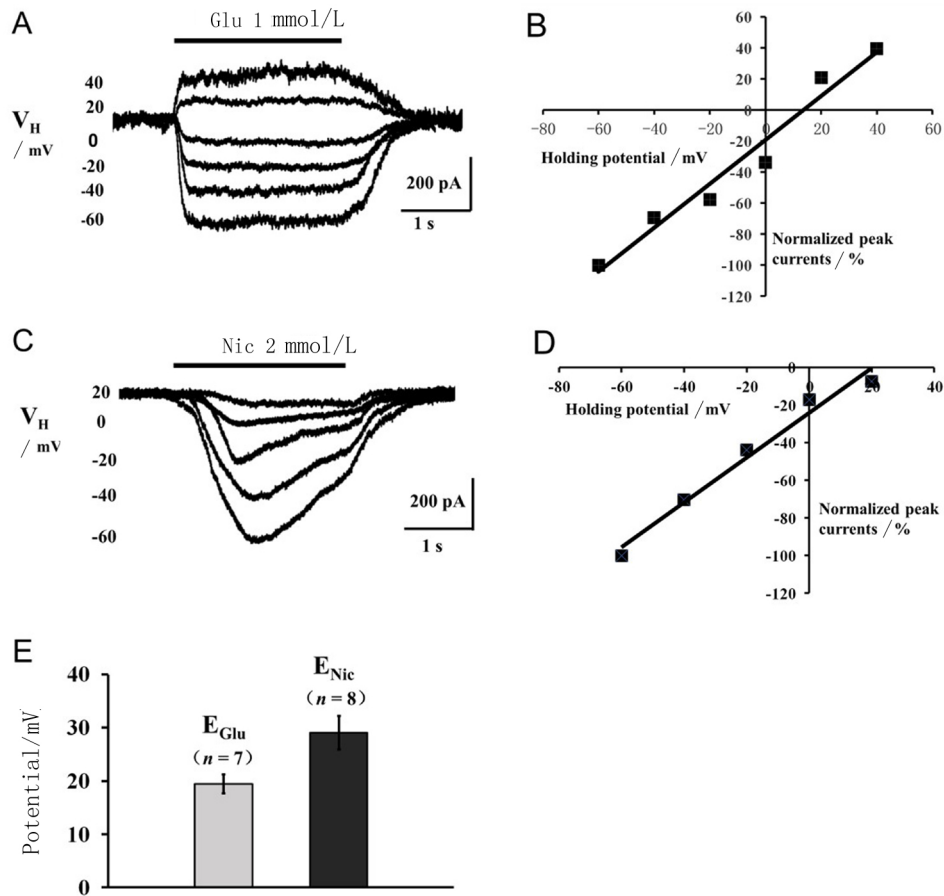 A
Glu 1 mmol/L
40
20
V_H
/ mV
0
-20
-40
-60
200 pA
1 s
B
60
40
20
0
-20
-40
-60
-80
-100
-120
−80 −60 −40 −20 0 20 40 60
Holding potential / mV
Normalized peak
currents / %
C
Nic 2 mmol/L
20
V_H
/ mV
0
-20
-40
-60
200 pA
1 s
D
0
-20
-40
-60
-80
-100
-120
-80 -60 -40 -20 0 20 40
Holding potential / mV
Normalized peak
currents / %
E
Potential/mV
40
30
20
10
0
E_Glu
(n = 7)
E_Nic
(n = 8)